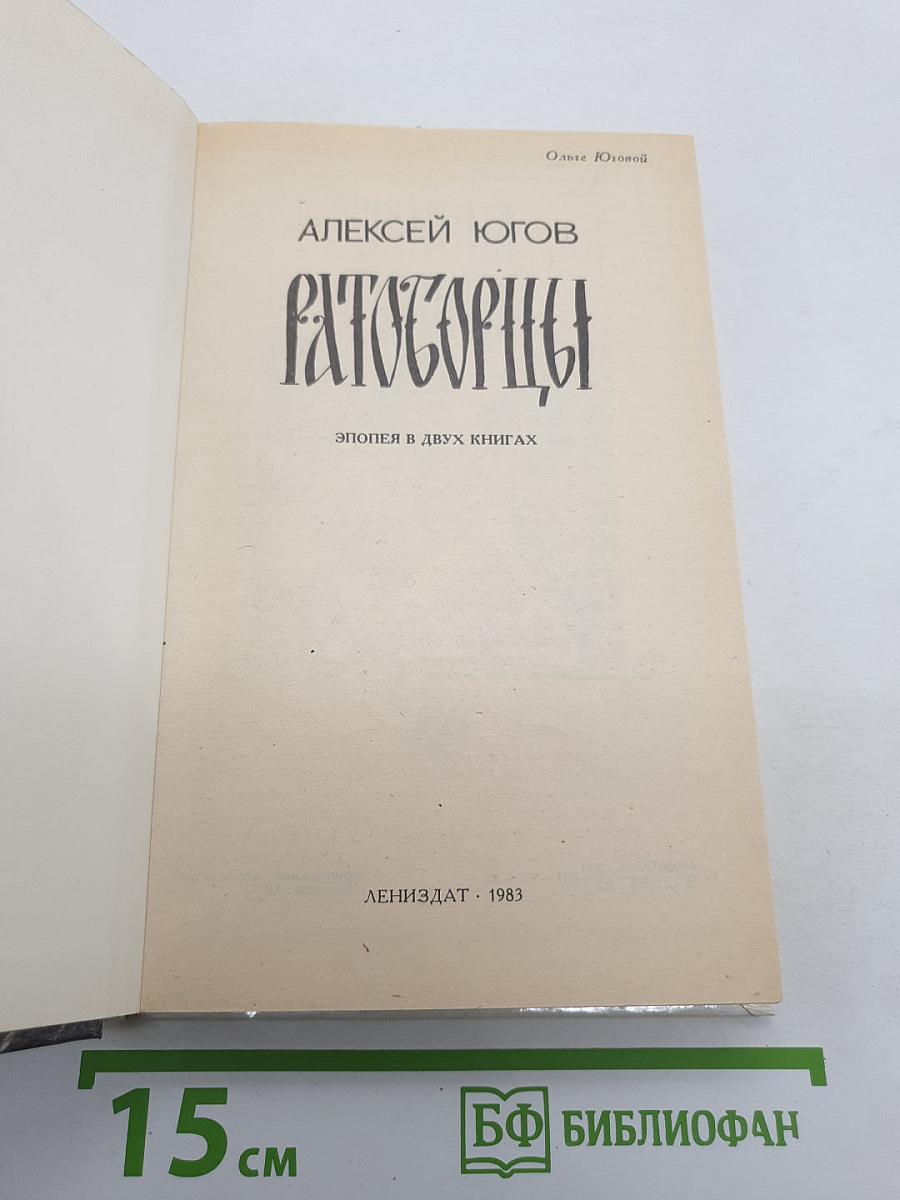 Ольге Юговой
АЛЕКСЕЙ ЮГОВ
РАТОБОРЦЫ
ЭПОПЕЯ В ДВУХ КНИГАХ
ЛЕНИЗДАТ · 1983
15 см
БФ БИБЛИОФАН